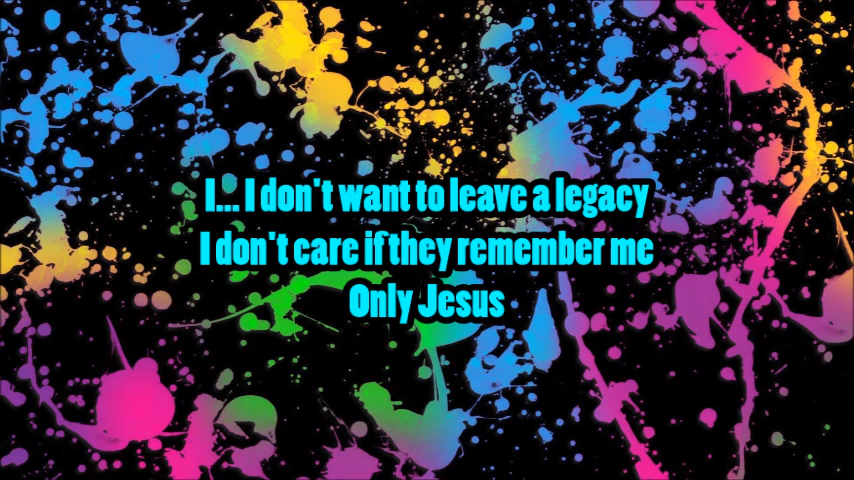 I... I don't want to leave a legacy
I don't care if they remember me
Only Jesus